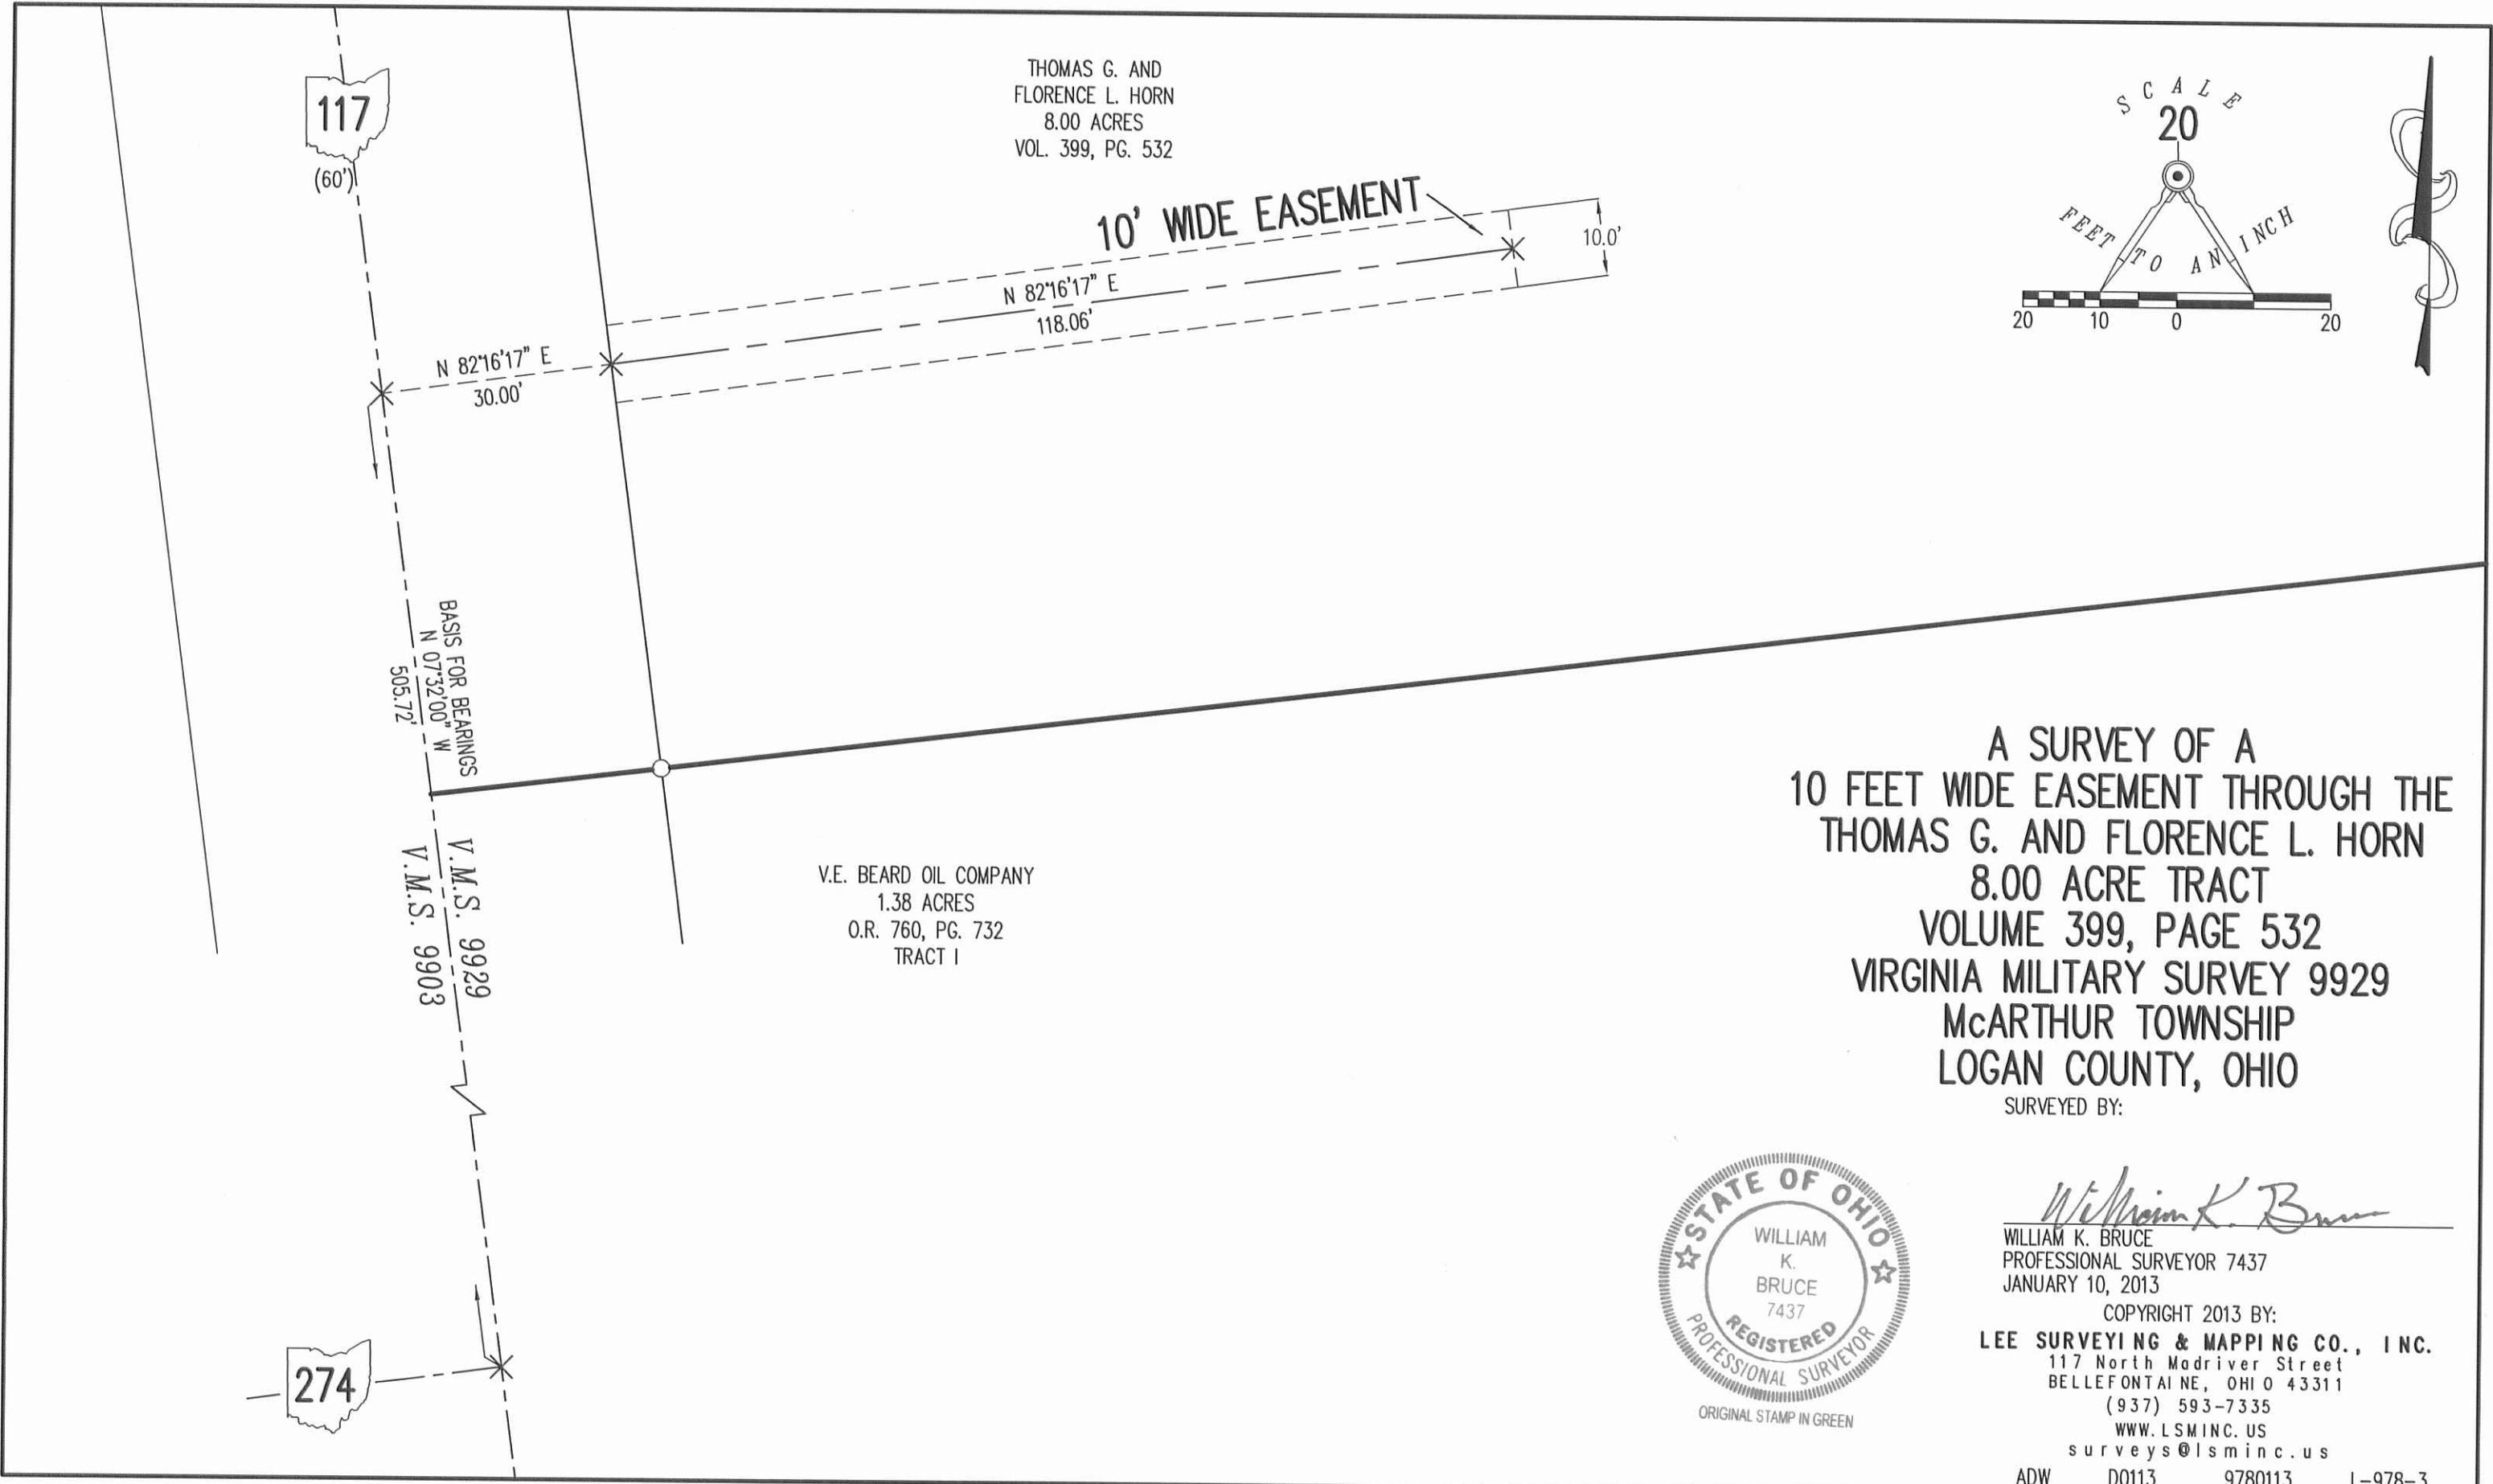 117
(60')
THOMAS G. AND
FLORENCE L. HORN
8.00 ACRES
VOL. 399, PG. 532
10' WIDE EASEMENT
10.0'
N 82°16'17" E
118.06'
N 82°16'17" E
30.00'
SCALE
20
FEET TO AN INCH
20 10 0 20
BASIS FOR BEARINGS
N 07°32'00" W
505.72'
V.M.S. 9929
V.M.S. 9903
V.E. BEARD OIL COMPANY
1.38 ACRES
O.R. 760, PG. 732
TRACT I
274
A SURVEY OF A
10 FEET WIDE EASEMENT THROUGH THE
THOMAS G. AND FLORENCE L. HORN
8.00 ACRE TRACT
VOLUME 399, PAGE 532
VIRGINIA MILITARY SURVEY 9929
McARTHUR TOWNSHIP
LOGAN COUNTY, OHIO
SURVEYED BY:
William K. Bruce
WILLIAM K. BRUCE
PROFESSIONAL SURVEYOR 7437
JANUARY 10, 2013
COPYRIGHT 2013 BY:
LEE SURVEYING & MAPPING CO., INC.
117 North Madriver Street
BELLEFONTAINE, OHIO 43311
(937) 593-7335
WWW.LSMINC.US
surveys@lsminc.us
ADW D0113 9780113 L-978-3
STATE OF OHIO
WILLIAM
K.
BRUCE
7437
REGISTERED
PROFESSIONAL SURVEYOR
ORIGINAL STAMP IN GREEN